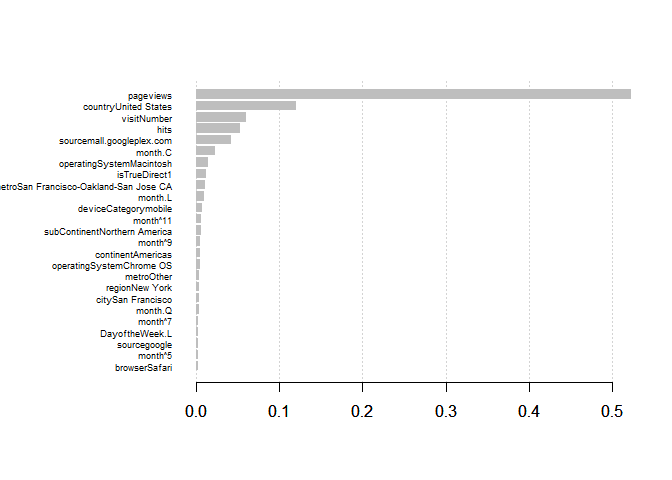 pageviews
countryUnited States
visitNumber
hits
sourcemall.googleplex.com
month.C
operatingSystemMacintosh
isTrueDirect1
etroSan Francisco-Oakland-San Jose CA
month.L
deviceCategorymobile
month^11
subContinentNorthern America
month^9
continentAmericas
operatingSystemChrome OS
metroOther
regionNew York
citySan Francisco
month.Q
month^7
DayoftheWeek.L
sourcegoogle
month^5
browserSafari
0.0 0.1 0.2 0.3 0.4 0.5